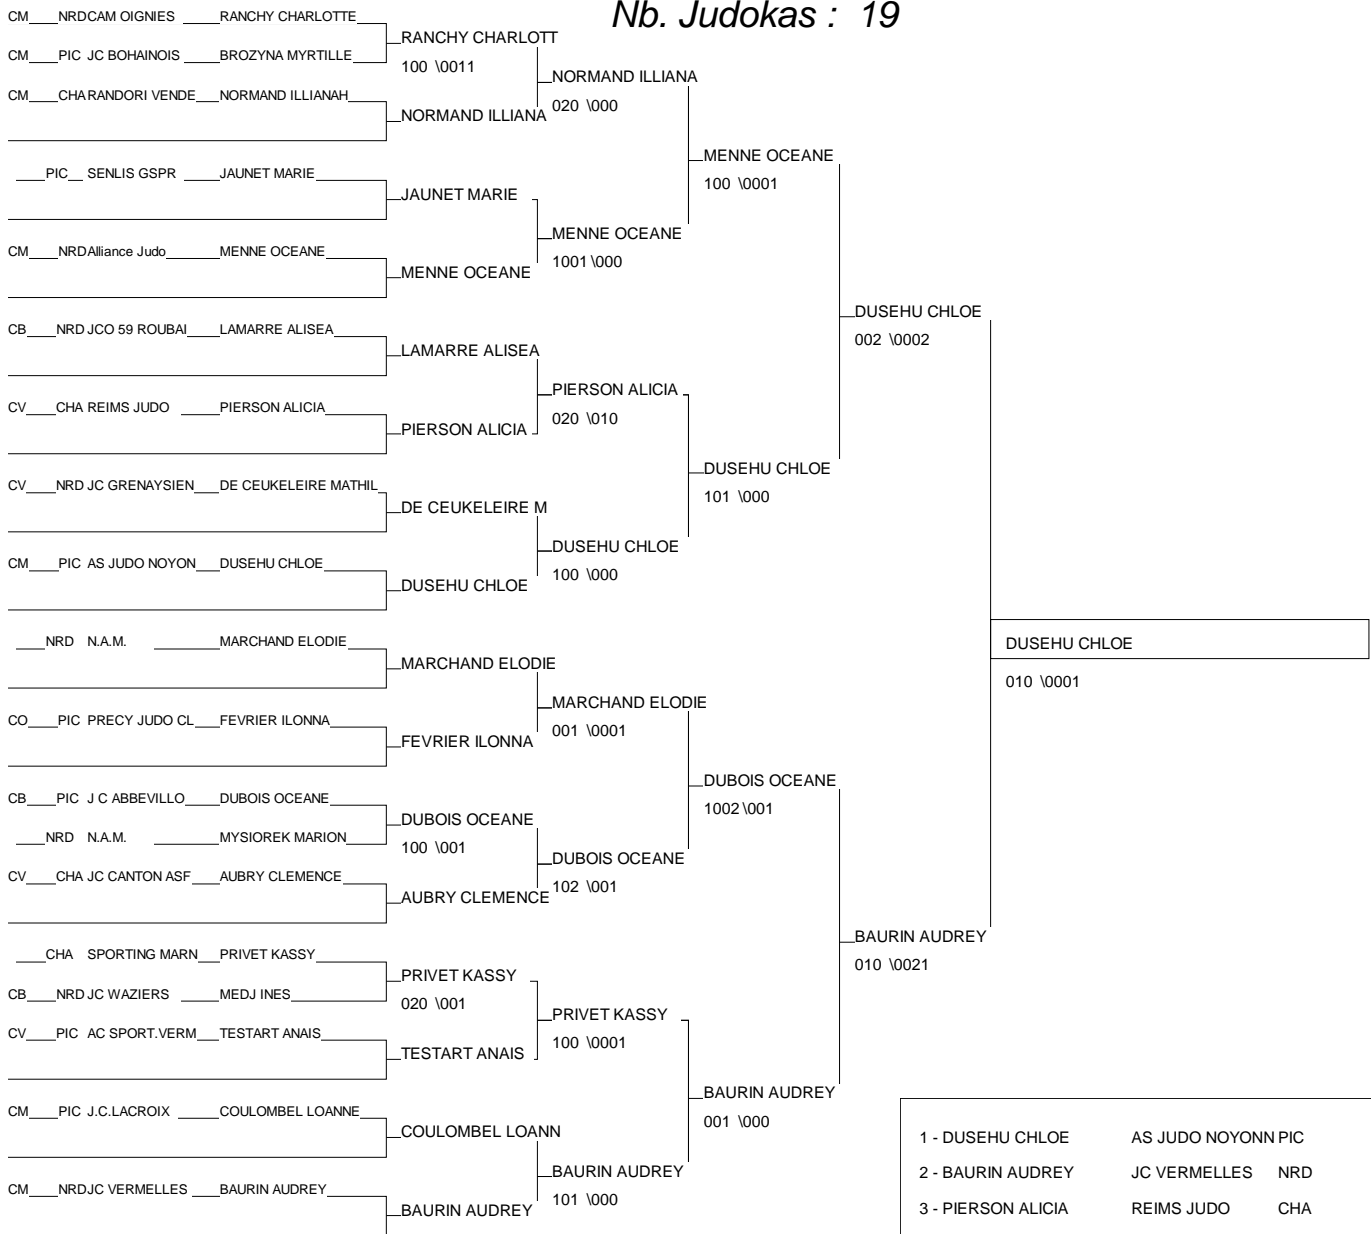 Nb. Judokas : 19
CM NRD CAM OIGNIES RANCHY CHARLOTTE
RANCHY CHARLOTT
CM PIC JC BOHAINOIS BROZYNA MYRTILLE
100 \0011
NORMAND ILLIANA
CM CHA RANDORI VENDE NORMAND ILLIANAH
020 \000
NORMAND ILLIANA
MENNE OCEANE
PIC SENLIS GSPR JAUNET MARIE
100 \0001
JAUNET MARIE
MENNE OCEANE
CM NRD Alliance Judo MENNE OCEANE
1001 \000
MENNE OCEANE
DUSEHU CHLOE
CB NRD JCO 59 ROUBAI LAMARRE ALISEA
002 \0002
LAMARRE ALISEA
PIERSON ALICIA
CV CHA REIMS JUDO PIERSON ALICIA
020 \010
PIERSON ALICIA
DUSEHU CHLOE
CV NRD JC GRENAYSIEN DE CEUKELEIRE MATHIL
101 \000
DE CEUKELEIRE M
DUSEHU CHLOE
CM PIC AS JUDO NOYON DUSEHU CHLOE
100 \000
DUSEHU CHLOE
NRD N.A.M. MARCHAND ELODIE
DUSEHU CHLOE
MARCHAND ELODIE
010 \0001
MARCHAND ELODIE
CO PIC PRECY JUDO CL FEVRIER ILONNA
001 \0001
FEVRIER ILONNA
DUBOIS OCEANE
CB PIC J C ABBEVILLO DUBOIS OCEANE
1002 \001
DUBOIS OCEANE
NRD N.A.M. MYSIOREK MARION
100 \001
DUBOIS OCEANE
CV CHA JC CANTON ASF AUBRY CLEMENCE
102 \001
AUBRY CLEMENCE
BAURIN AUDREY
CHA SPORTING MARN PRIVET KASSY
010 \0021
PRIVET KASSY
CB NRD JC WAZIERS MEDJ INES
020 \001
PRIVET KASSY
CV PIC AC SPORT.VERM TESTART ANAIS
100 \0001
TESTART ANAIS
BAURIN AUDREY
CM PIC J.C.LACROIX COULOMBEL LOANNE
001 \000
COULOMBEL LOANN
BAURIN AUDREY
CM NRD JC VERMELLES BAURIN AUDREY
101 \000
BAURIN AUDREY
1 - DUSEHU CHLOE AS JUDO NOYONN PIC
2 - BAURIN AUDREY JC VERMELLES NRD
3 - PIERSON ALICIA REIMS JUDO CHA